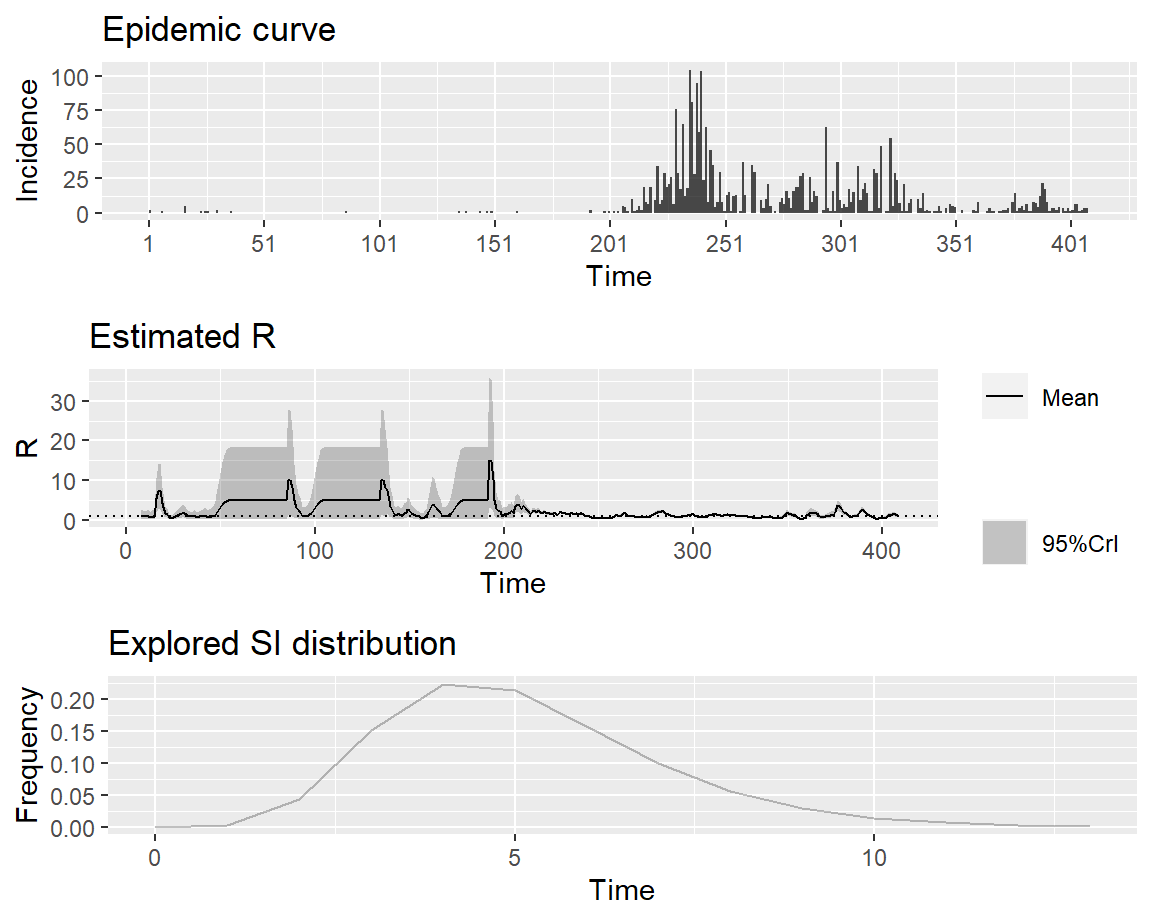 Epidemic curve
Incidence
100
75
50
25
0
1 51 101 151 201 251 301 351 401
Time
Estimated R
R
30
20
10
0
0 100 200 300 400
Time
Mean
95%CrI
Explored SI distribution
Frequency
0.20
0.15
0.10
0.05
0.00
0 5 10
Time